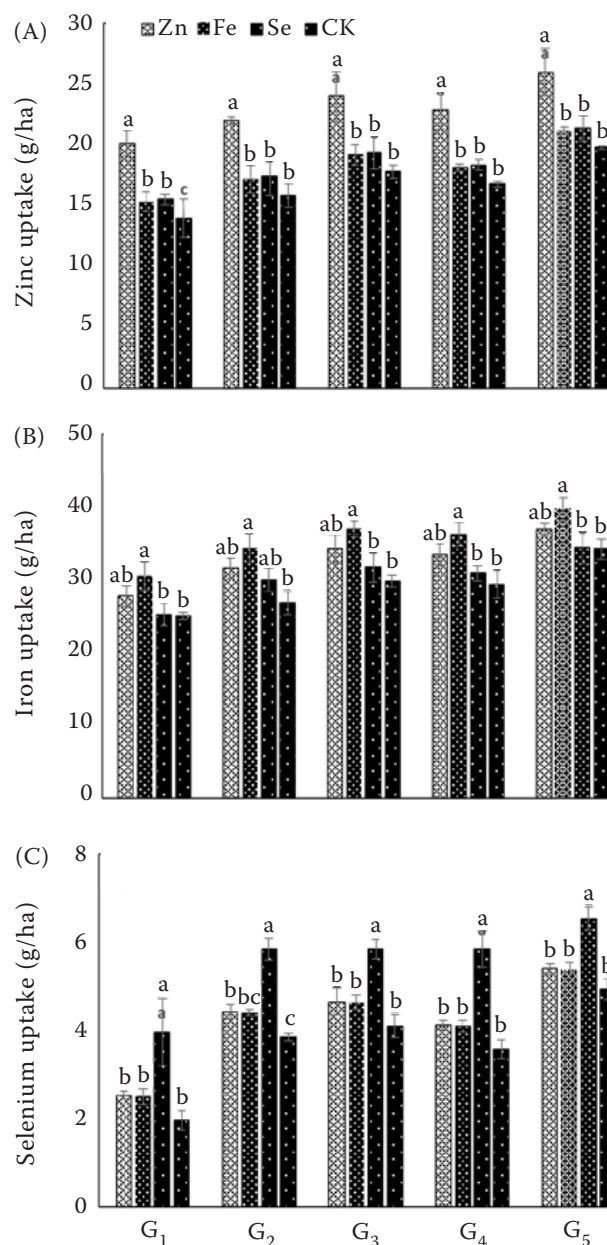 (A)
Zn Fe Se CK
Zinc uptake (g/ha)
30
25
20
15
10
5
0
a b b c
a b b b
a a b b b
a b b b
a a b b b
(B)
Iron uptake (g/ha)
50
40
30
20
10
0
ab a b b
ab a ab b
ab a b b
ab a b b
ab a b b
(C)
Selenium uptake (g/ha)
8
6
4
2
0
b b a a b
b bc a c
b b a b
b b a a b
b b a b
G1 G2 G3 G4 G5